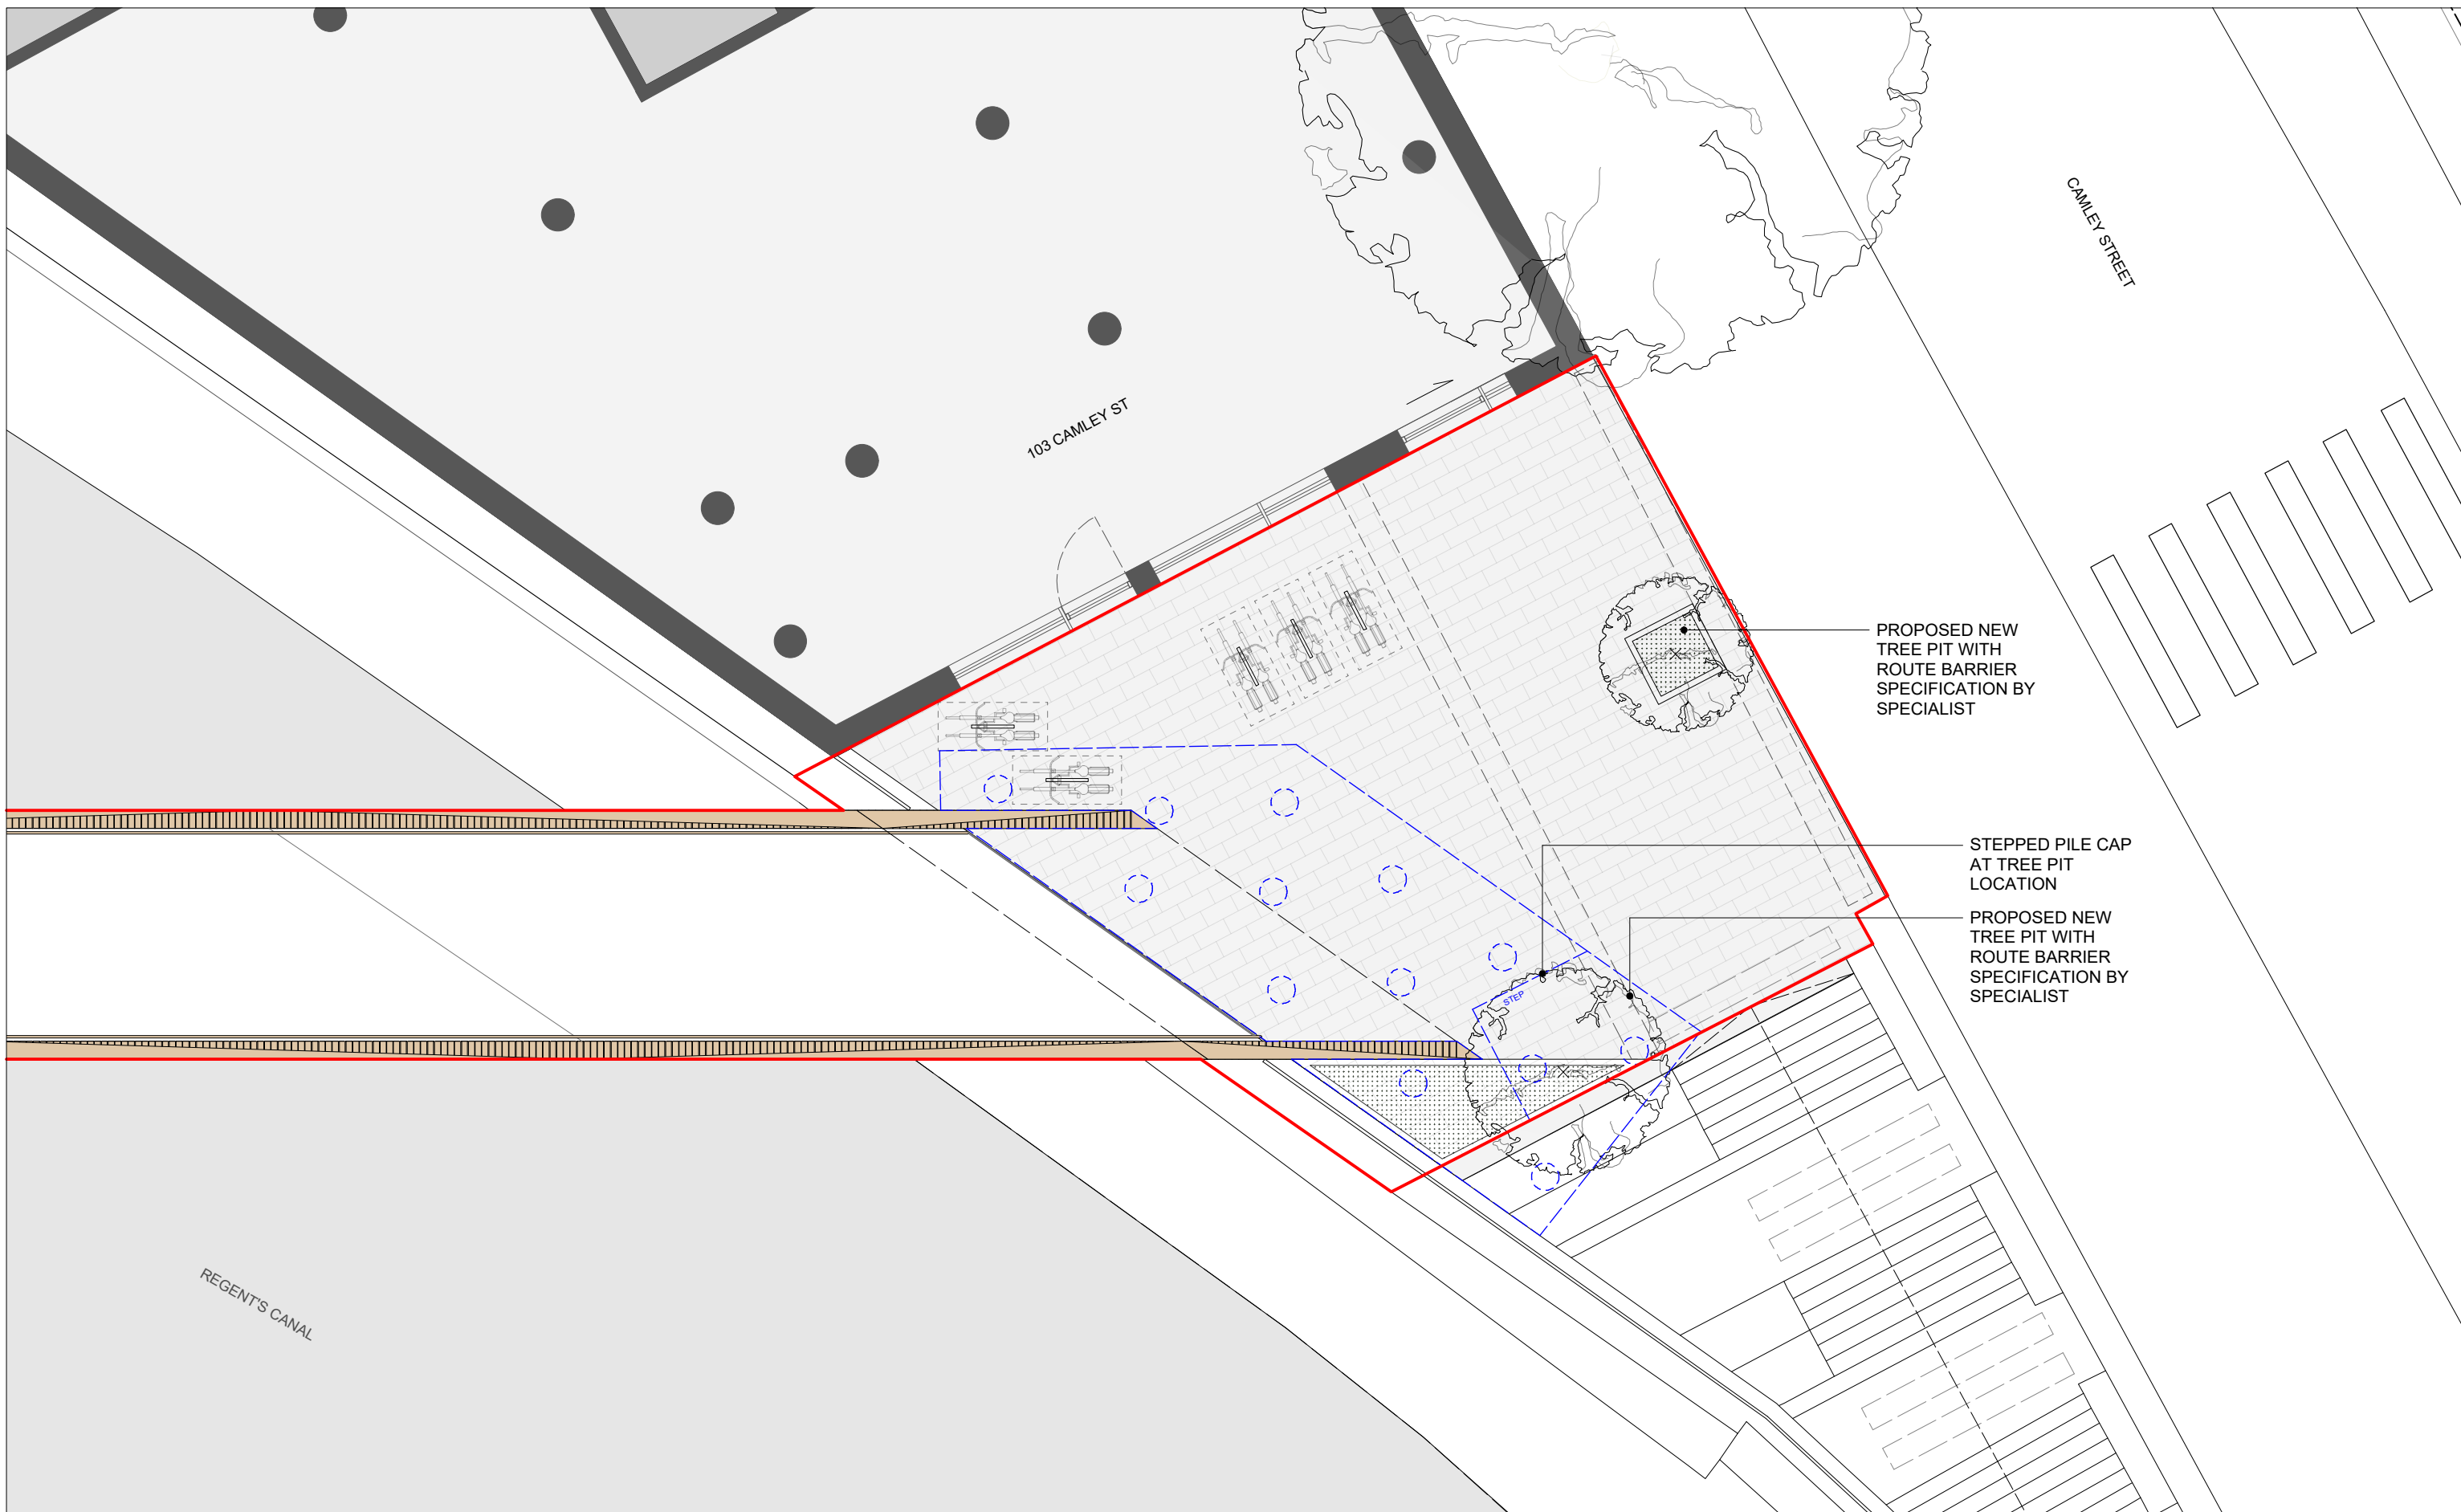 CAMLEY STREET
103 CAMLEY ST
PROPOSED NEW
TREE PIT WITH
ROUTE BARRIER
SPECIFICATION BY
SPECIALIST
STEPPED PILE CAP
AT TREE PIT
LOCATION
PROPOSED NEW
TREE PIT WITH
ROUTE BARRIER
SPECIFICATION BY
SPECIALIST
STEP
REGENT'S CANAL